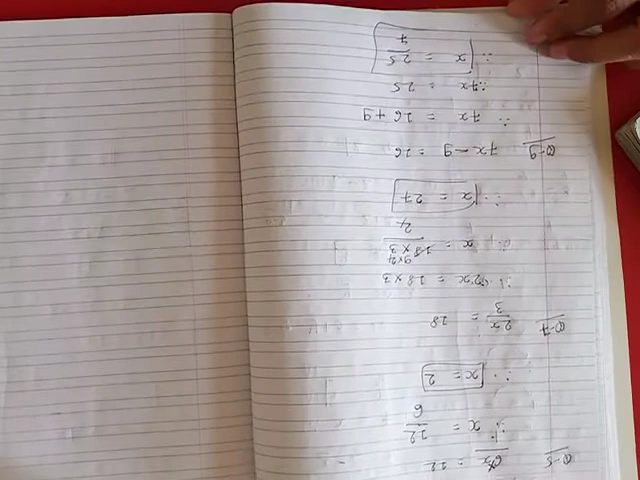 Q-5 6x = 12
∴ x = 12/6
∴ x = 2
Q-7 2x/3 = 18
∴ 2x = 18×3
∴ x = 18×3/2
∴ x = 27
Q-9 7x-9 = 16
∴ 7x = 16+9
∴ 7x = 25
∴ x = 25/7